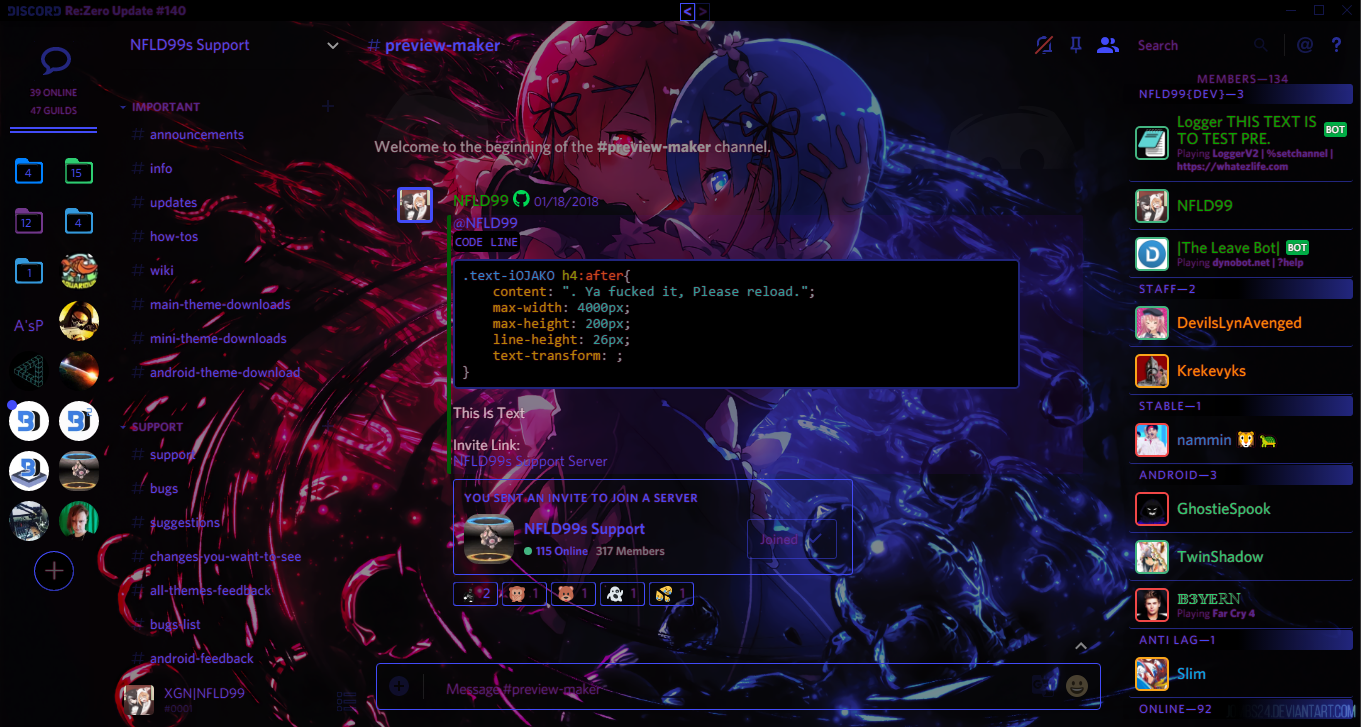 DISCORD Re:Zero Update #140
< >
39 ONLINE
47 GUILDS
4
15
12
4
1
A'sP
NFLD99s Support
IMPORTANT
# announcements
# info
# updates
# how-tos
# wiki
# main-theme-downloads
# mini-theme-downloads
# android-theme-download
SUPPORT
# support
# bugs
# suggestions
# changes-you-want-to-see
# all-themes-feedback
# bugs-list
# android-feedback
XGN|NFLD99
#0001
# preview-maker
Search
@ ?
Welcome to the beginning of the #preview-maker channel.
NFLD99 01/18/2018
@NFLD99
CODE LINE
.text-iOJAKO h4:after{
content: ". Ya fucked it, Please reload.";
max-width: 4000px;
max-height: 200px;
line-height: 26px;
text-transform: ;
}
This Is Text
Invite Link:
NFLD99s Support Server
YOU SENT AN INVITE TO JOIN A SERVER
NFLD99s Support
115 Online 317 Members
Joined
2 1 1 1 1
Message #preview-maker
MEMBERS—134
NFLD99{DEV}—3
Logger THIS TEXT IS
TO TEST PRE. BOT
Playing LoggerV2 | %setchannel |
https://whatezlife.com
NFLD99
|The Leave Bot| BOT
Playing dynobot.net | ?help
STAFF—2
DevilsLynAvenged
Krekevyks
STABLE—1
nammin 🐯 🐛
ANDROID—3
GhostieSpook
TwinShadow
𝔹𝟛𝕐𝔼ℝℕ
Playing Far Cry 4
ANTI LAG—1
Slim
ONLINE—92
S24.DEVIANTART.COM